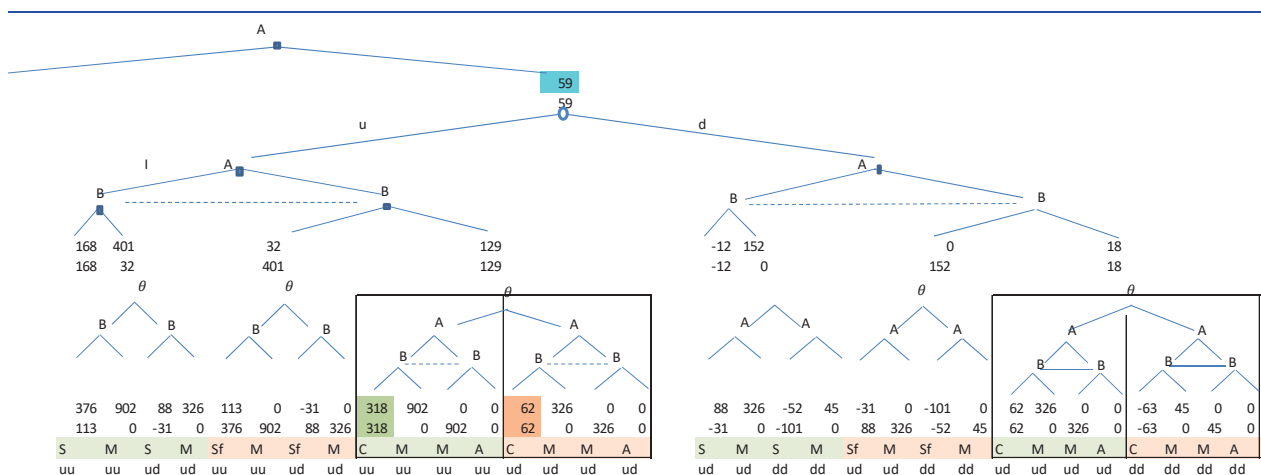 A
59
59
u d
I A A
B B B B
168 401 32 129 -12 152 0 18
168 32 401 129 -12 0 152 18
θ θ θ θ θ
A A A A
B B B B A A A A B B B B
B B B B
376 902 88 326 113 0 -31 0 318 902 0 0 62 326 0 0 88 326 -52 45 -31 0 -101 0 62 326 0 0 -63 45 0 0
113 0 -31 0 376 902 88 326 318 0 902 0 62 0 326 0 -31 0 -101 0 88 326 -52 45 62 0 326 0 -63 0 45 0
S M S M Sf M Sf M C M M A C M M A S M S M Sf M Sf M C M M A C M M A
uu uu ud ud uu uu ud ud uu uu uu uu ud ud ud ud ud ud dd dd ud ud dd dd ud ud ud ud dd dd dd dd